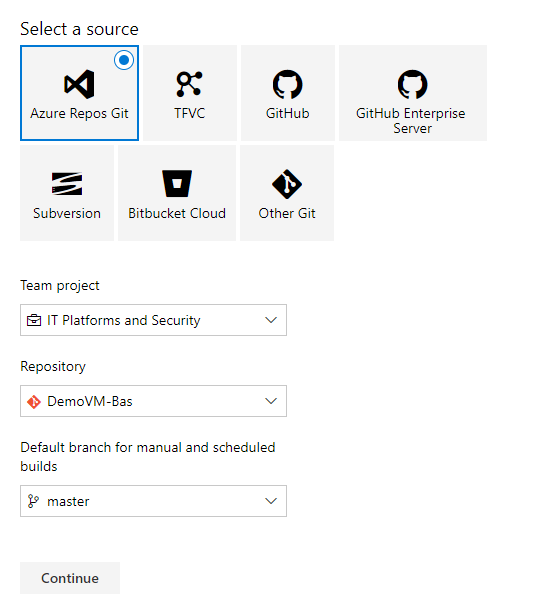 Select a source
Azure Repos Git
TFVC
GitHub
GitHub Enterprise
Server
Subversion
Bitbucket Cloud
Other Git
Team project
IT Platforms and Security
Repository
DemoVM-Bas
Default branch for manual and scheduled
builds
master
Continue